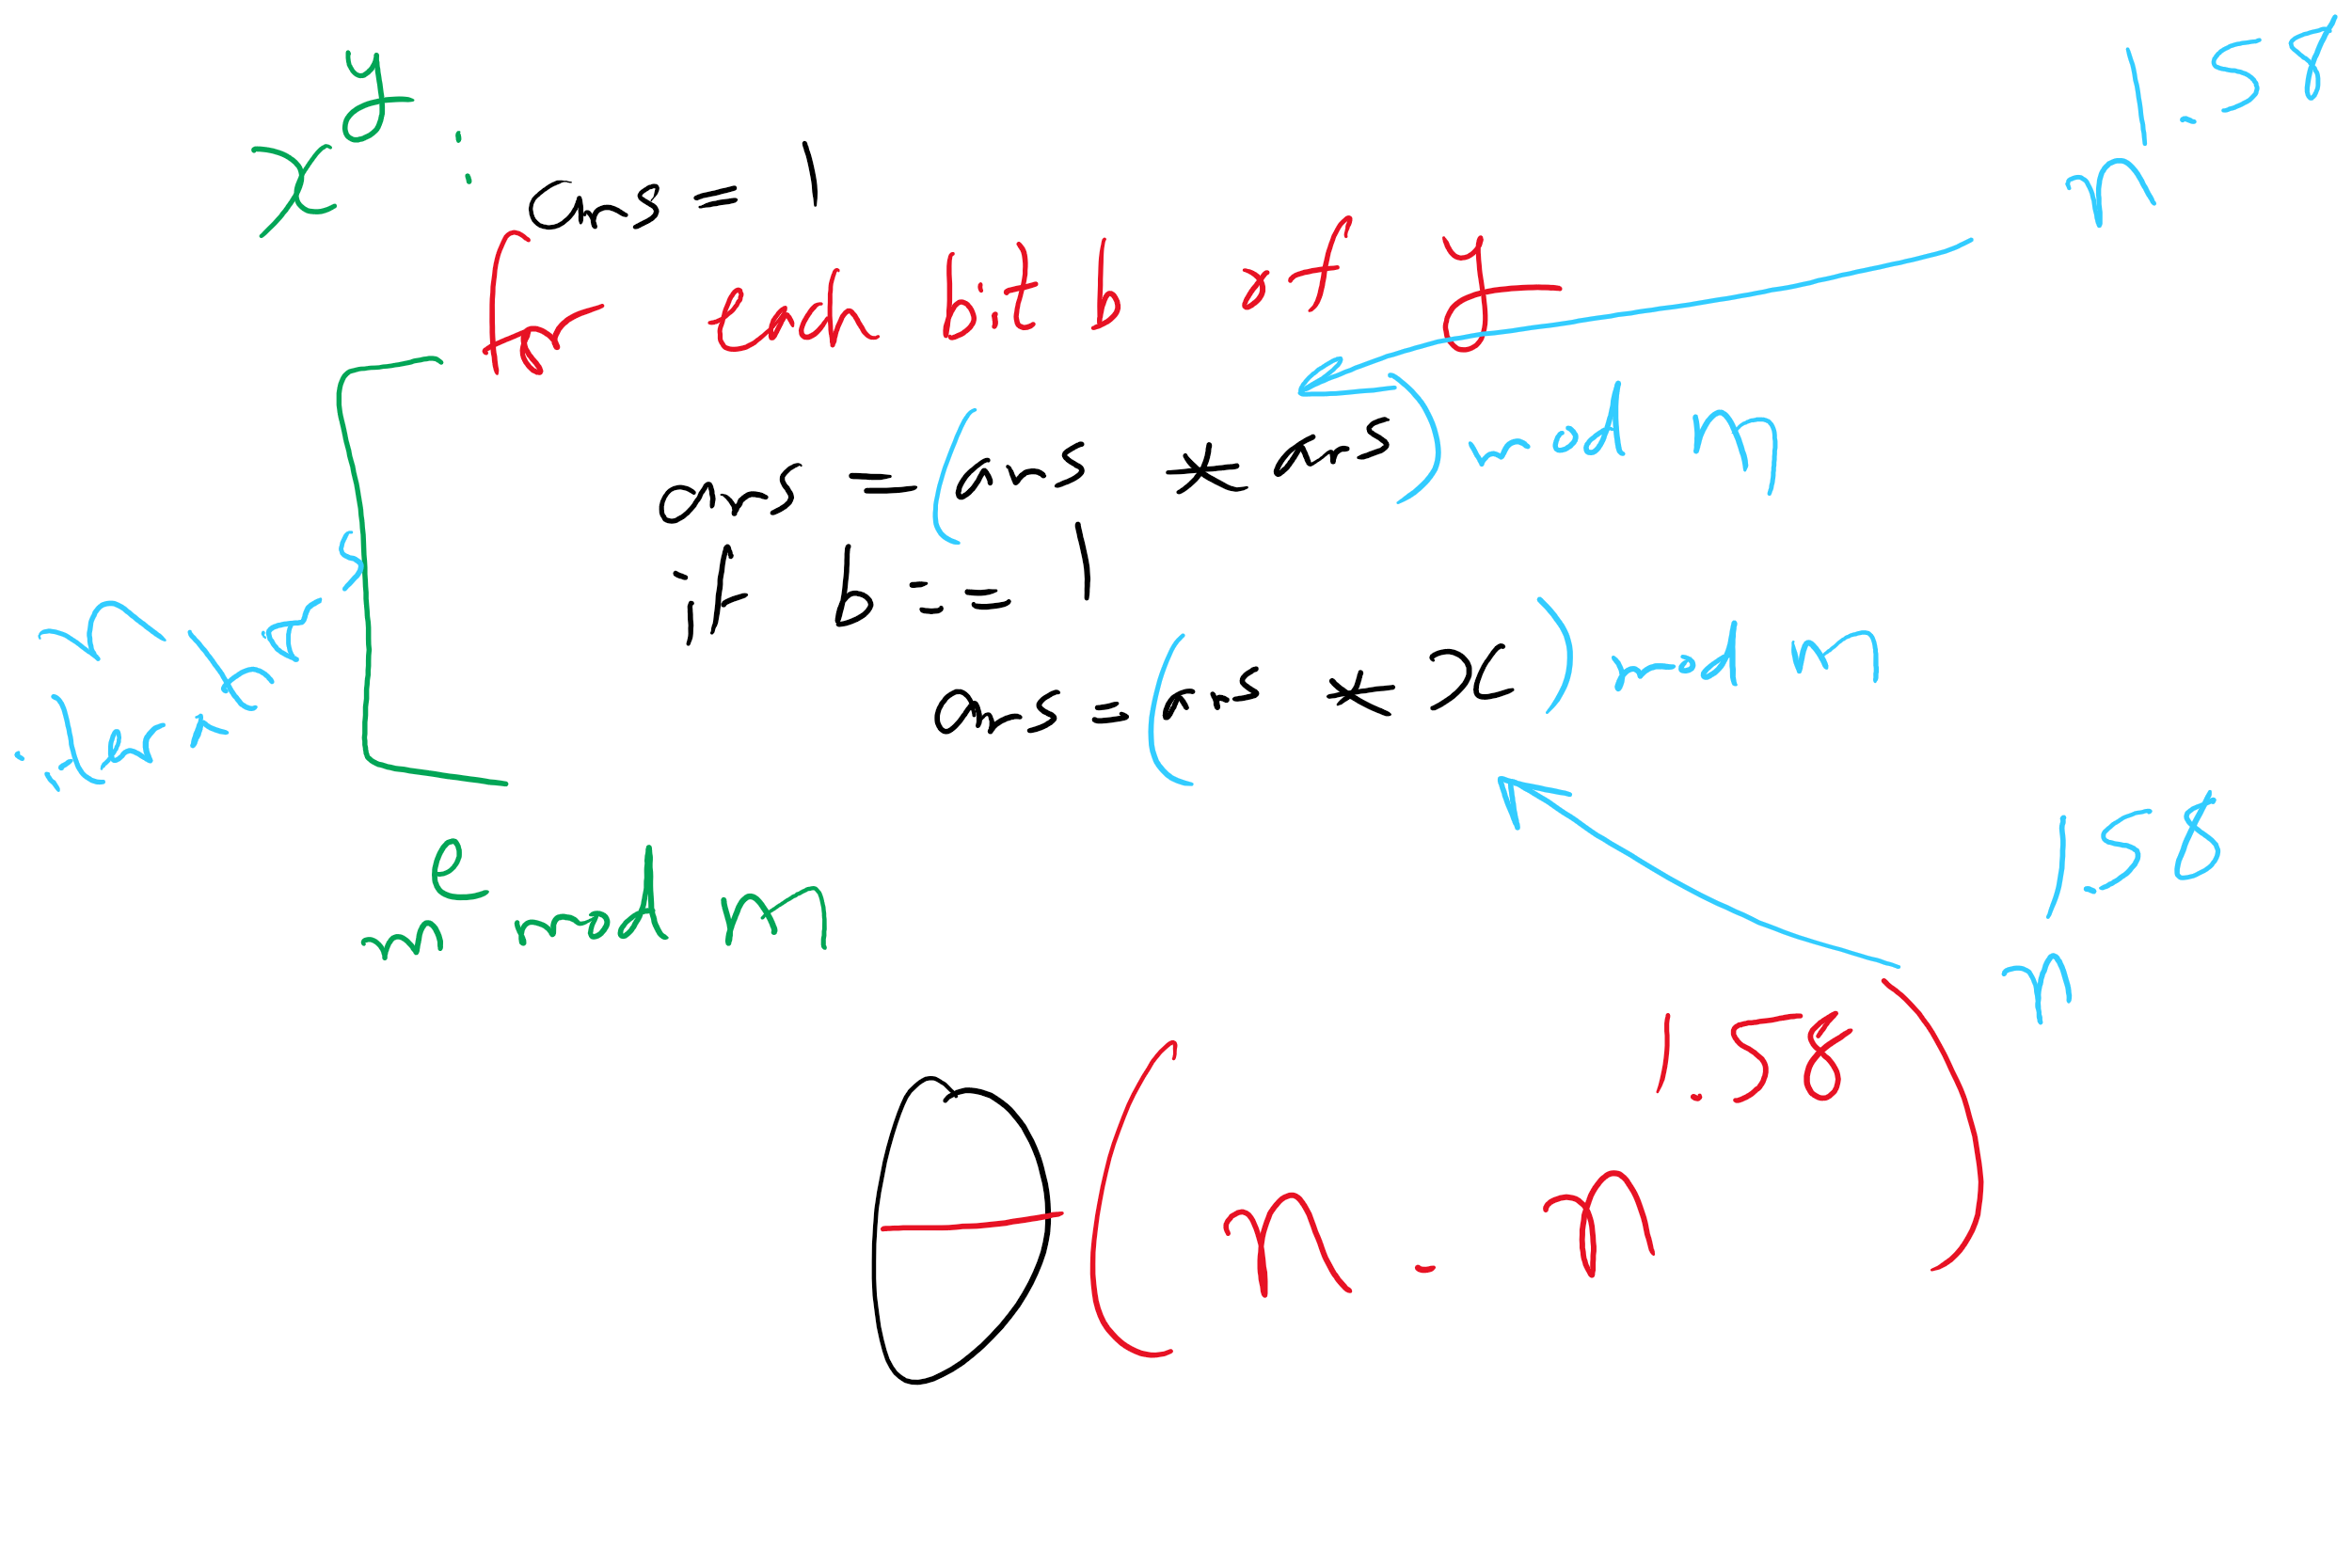 x^y :
ans = 1
for each bit b of y
n^1.58
ans = (ans * ans) mod n
if b == 1
ans = (ans * x) mod n
n iterations
m^e mod n
n^1.58
Θ(n . n^1.58)